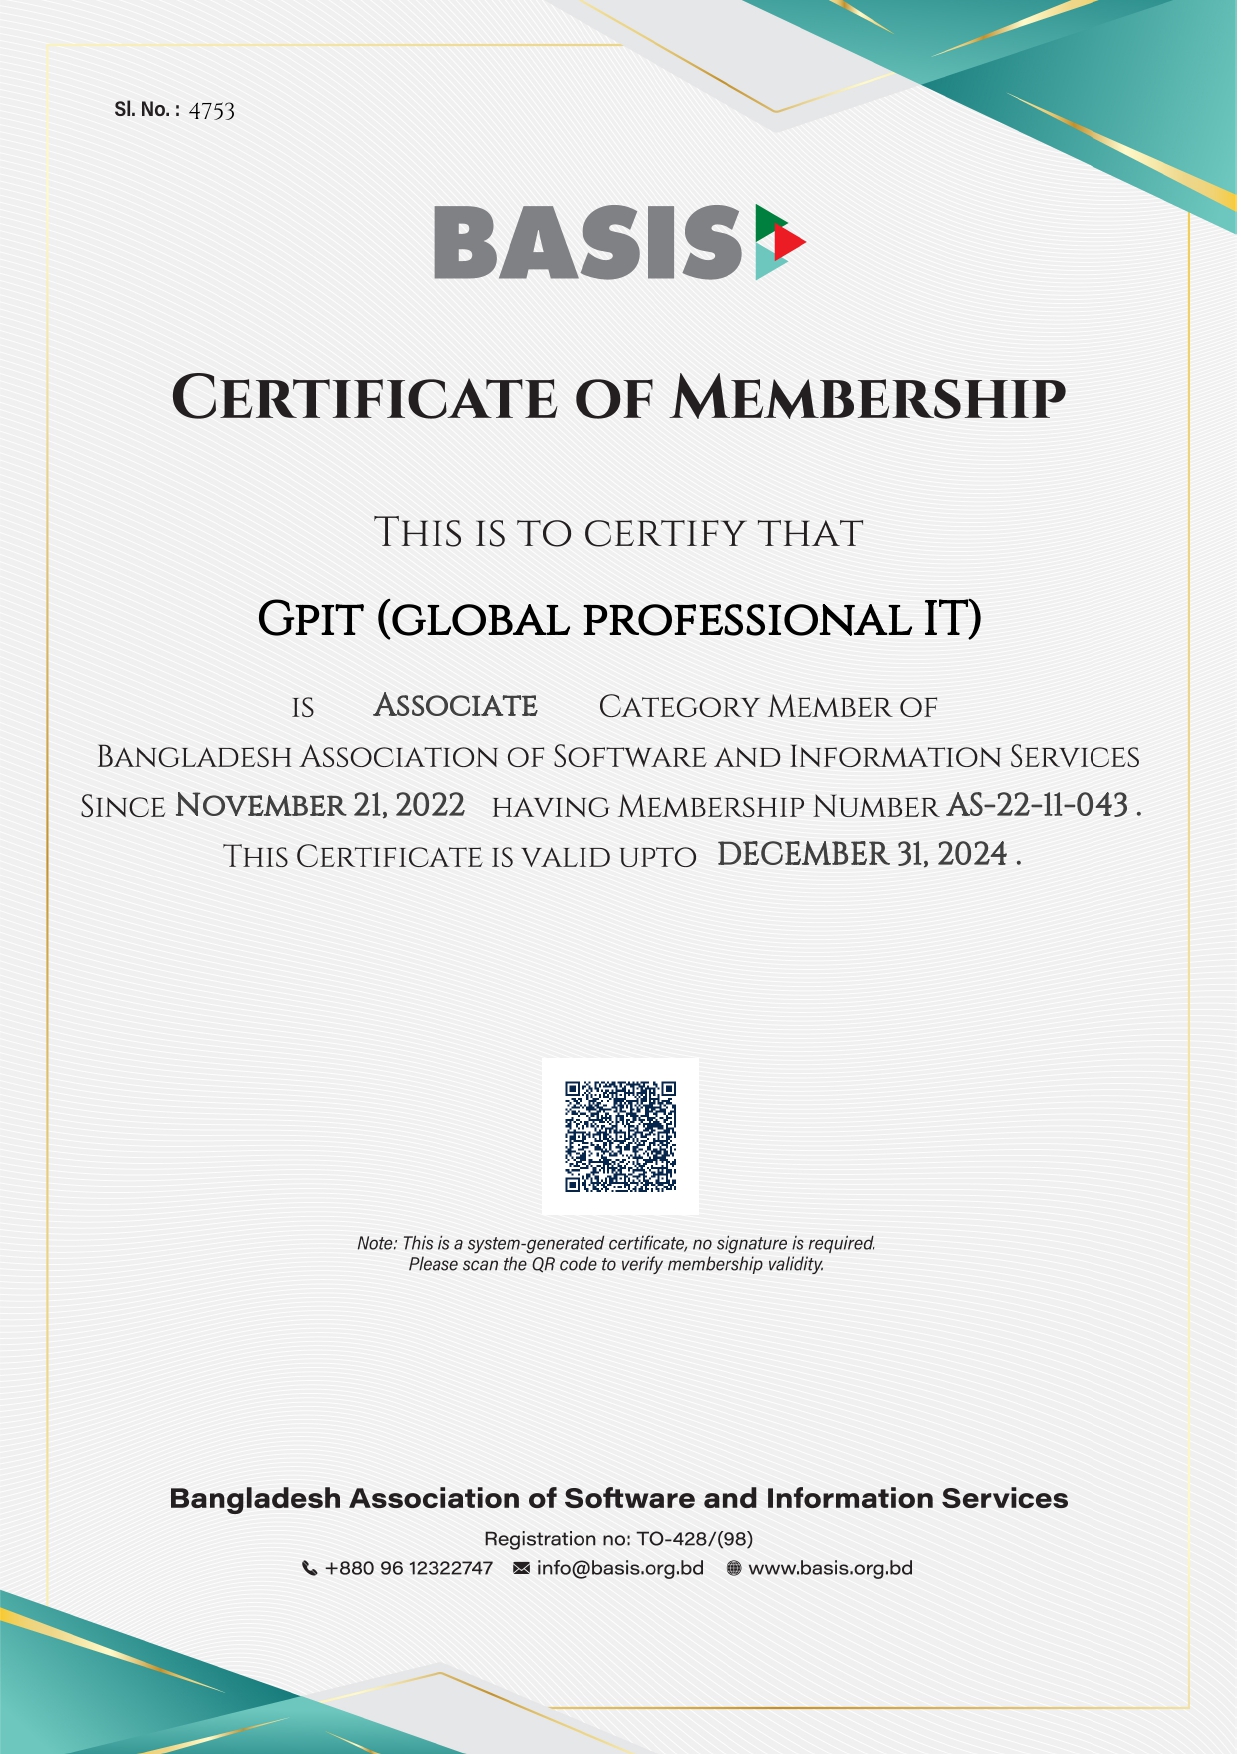 Sl. No. : 4753
BASIS
Certificate of Membership
This is to certify that
Gpit (global professional IT)
is Associate Category Member of
Bangladesh Association of Software and Information Services
Since November 21, 2022 having Membership Number AS-22-11-043 .
This Certificate is valid upto DECEMBER 31, 2024 .
Note: This is a system-generated certificate, no signature is required.
Please scan the QR code to verify membership validity.
Bangladesh Association of Software and Information Services
Registration no: TO-428/(98)
+880 96 12322747 info@basis.org.bd www.basis.org.bd